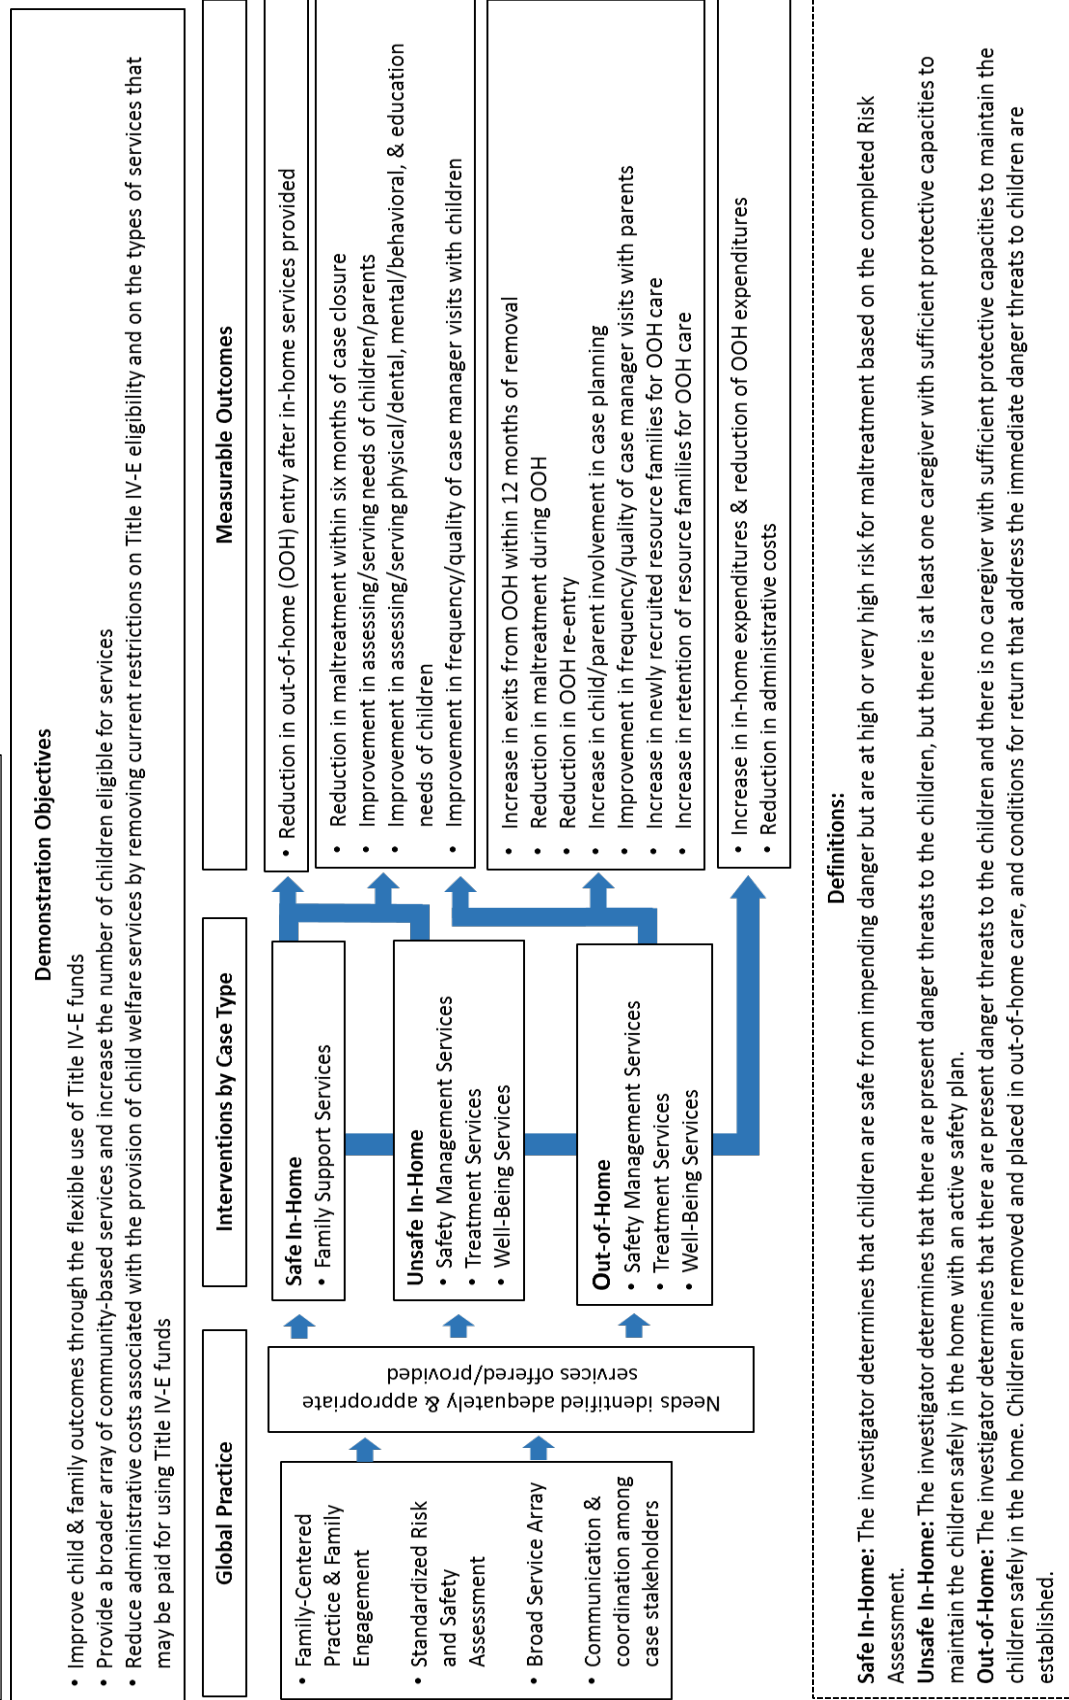 Demonstration Objectives
• Improve child & family outcomes through the flexible use of Title IV-E funds
• Provide a broader array of community-based services and increase the number of children eligible for services
• Reduce administrative costs associated with the provision of child welfare services by removing current restrictions on Title IV-E eligibility and on the types of services that
may be paid for using Title IV-E funds
Global Practice
• Family-Centered
Practice & Family
Engagement
• Standardized Risk
and Safety
Assessment
• Broad Service Array
• Communication &
coordination among
case stakeholders
Needs identified adequately & appropriate
services offered/provided
Interventions by Case Type
Safe In-Home
• Family Support Services
Unsafe In-Home
• Safety Management Services
• Treatment Services
• Well-Being Services
Out-of-Home
• Safety Management Services
• Treatment Services
• Well-Being Services
Measurable Outcomes
• Reduction in out-of-home (OOH) entry after in-home services provided
• Reduction in maltreatment within six months of case closure
• Improvement in assessing/serving needs of children/parents
• Improvement in assessing/serving physical/dental, mental/behavioral, & education
needs of children
• Improvement in frequency/quality of case manager visits with children
• Increase in exits from OOH within 12 months of removal
• Reduction in maltreatment during OOH
• Reduction in OOH re-entry
• Increase in child/parent involvement in case planning
• Improvement in frequency/quality of case manager visits with parents
• Increase in newly recruited resource families for OOH care
• Increase in retention of resource families for OOH care
• Increase in in-home expenditures & reduction of OOH expenditures
• Reduction in administrative costs
Definitions:
Safe In-Home: The investigator determines that children are safe from impending danger but are at high or very high risk for maltreatment based on the completed Risk
Assessment.
Unsafe In-Home: The investigator determines that there are present danger threats to the children, but there is at least one caregiver with sufficient protective capacities to
maintain the children safely in the home with an active safety plan.
Out-of-Home: The investigator determines that there are present danger threats to the children and there is no caregiver with sufficient protective capacities to maintain the
children safely in the home. Children are removed and placed in out-of-home care, and conditions for return that address the immediate danger threats to children are
established.